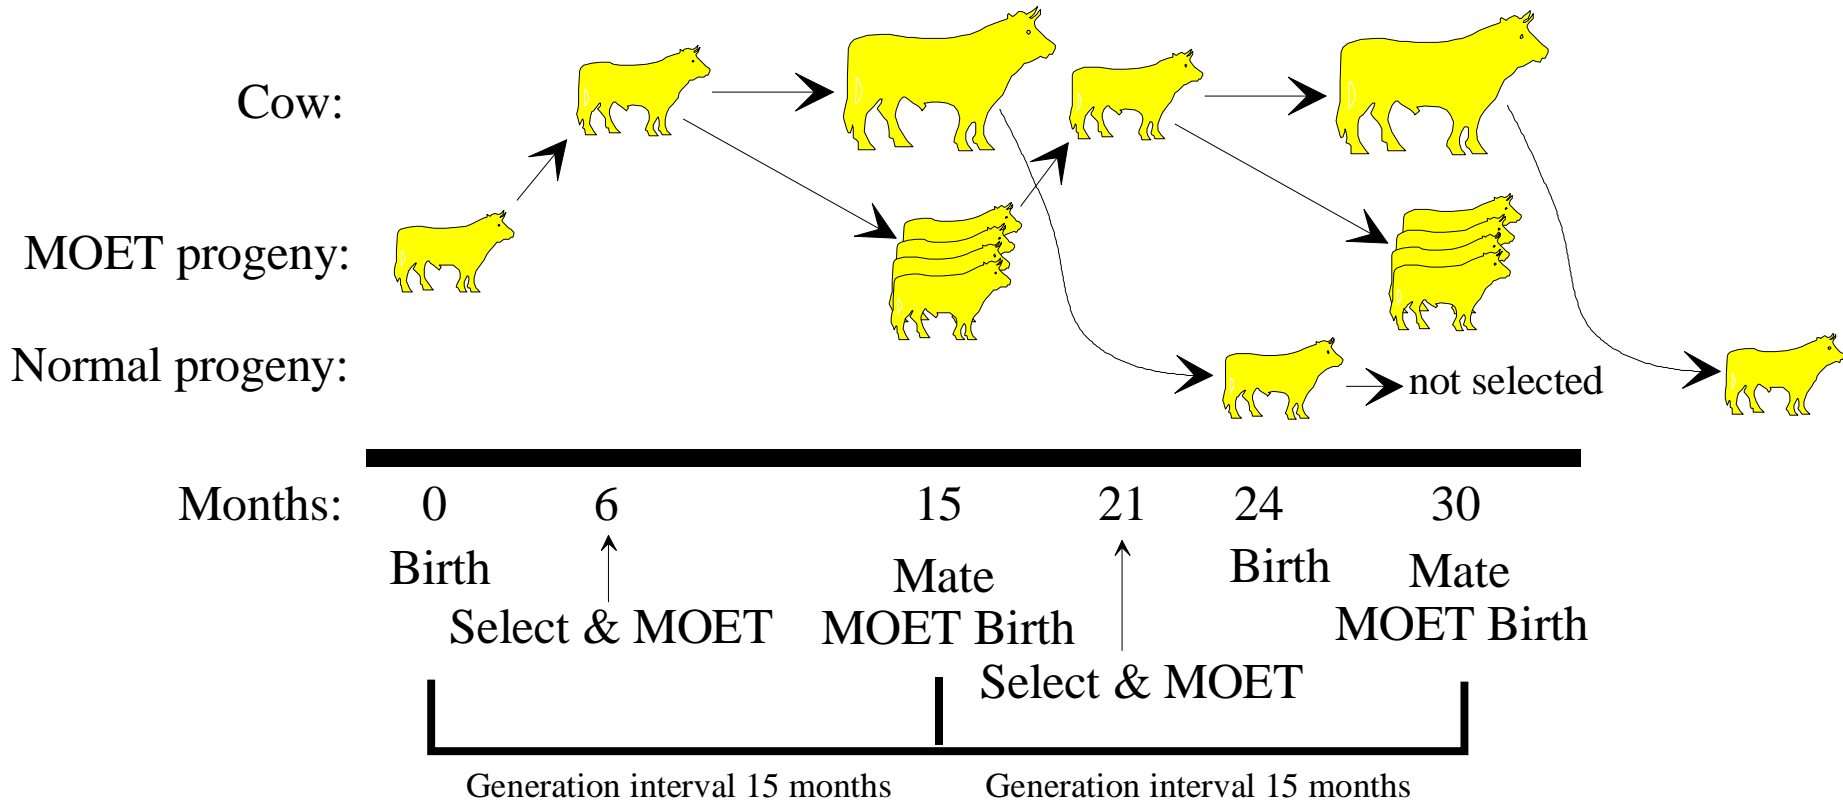 Cow:
MOET progeny:
Normal progeny:
not selected
Months: 0 6 15 21 24 30
Birth Mate Birth Mate
Select & MOET MOET Birth MOET Birth
Select & MOET
Generation interval 15 months Generation interval 15 months